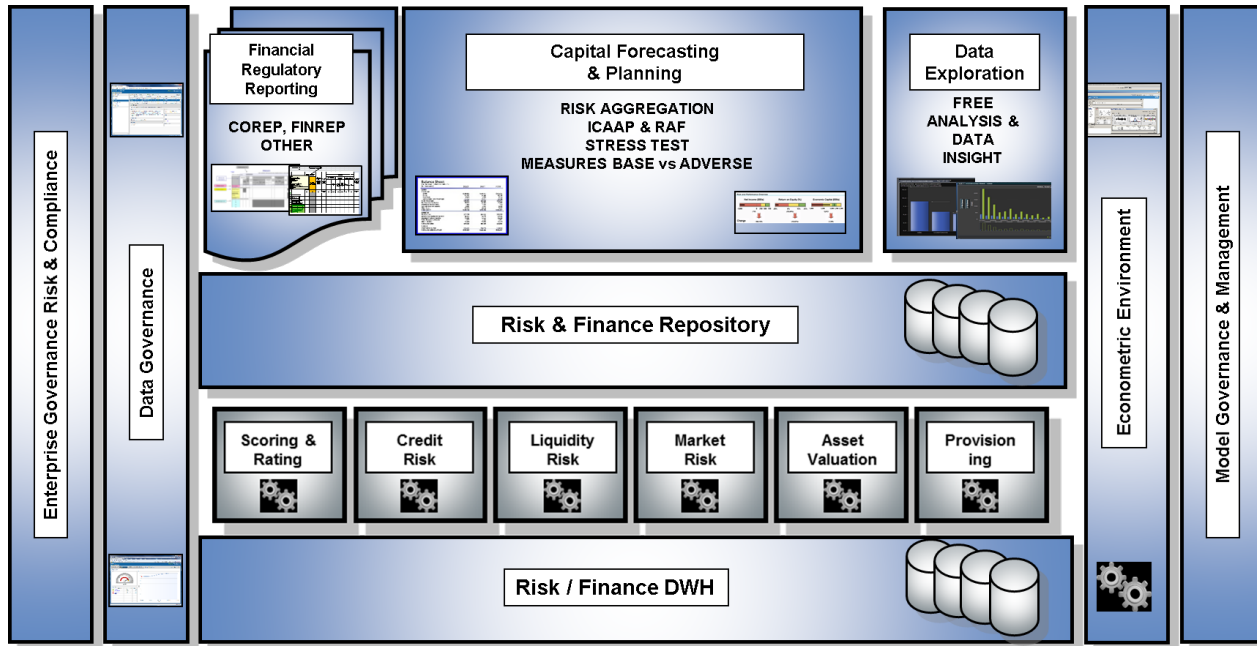 Enterprise Governance Risk & Compliance
Data Governance
Financial
Regulatory
Reporting
COREP, FINREP
OTHER
Capital Forecasting
& Planning
RISK AGGREGATION
ICAAP & RAF
STRESS TEST
MEASURES BASE vs ADVERSE
Balance Sheet
Data
Exploration
FREE
ANALYSIS &
DATA
INSIGHT
Risk & Finance Repository
Scoring &
Rating
Credit
Risk
Liquidity
Risk
Market
Risk
Asset
Valuation
Provision
ing
Risk / Finance DWH
Econometric Environment
Model Governance & Management